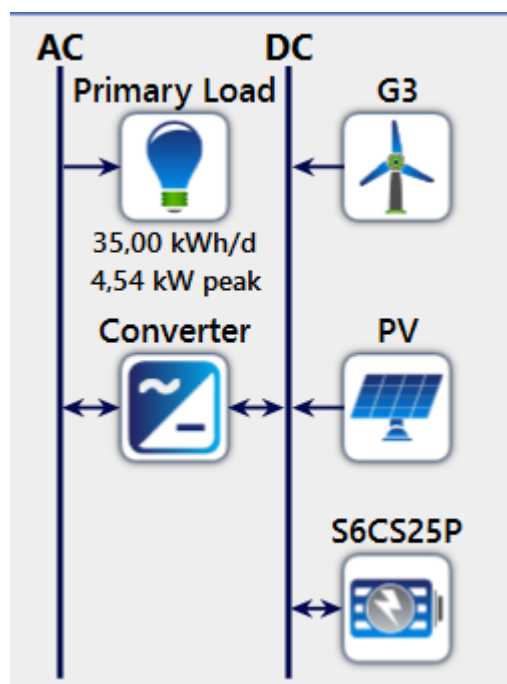 AC
DC
Primary Load
G3
35,00 kWh/d
4,54 kW peak
Converter
PV
S6CS25P